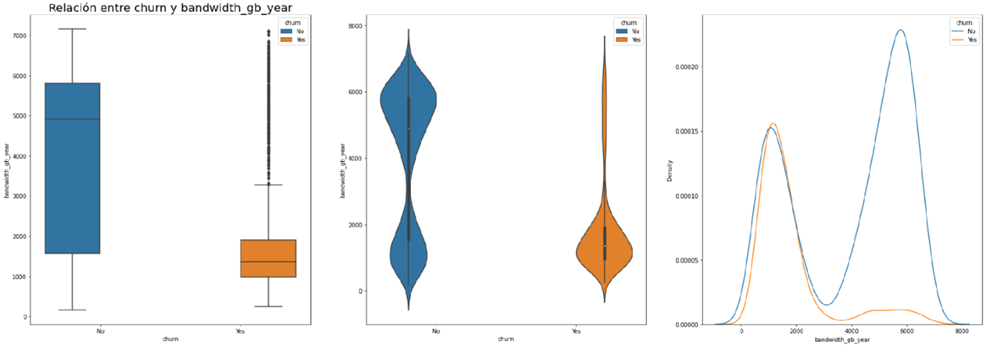 Relación entre churn y bandwidth_gb_year
churn
No
Yes
7000
6000
5000
4000
3000
2000
1000
0
bandwidth_gb_year
No
Yes
churn
churn
No
Yes
8000
6000
4000
2000
0
bandwidth_gb_year
No
Yes
churn
churn
No
Yes
0.00020
0.00015
0.00010
0.00005
0.00000
Density
0
2000
4000
6000
8000
bandwidth_gb_year